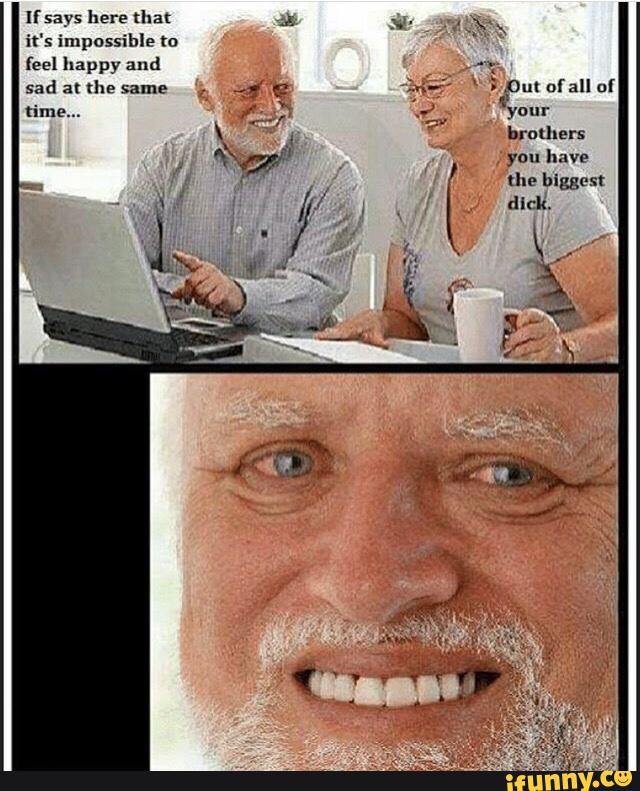 If says here that
it's impossible to
feel happy and
sad at the same
time...
Out of all of
your
brothers
you have
the biggest
dick.
ifunny.co